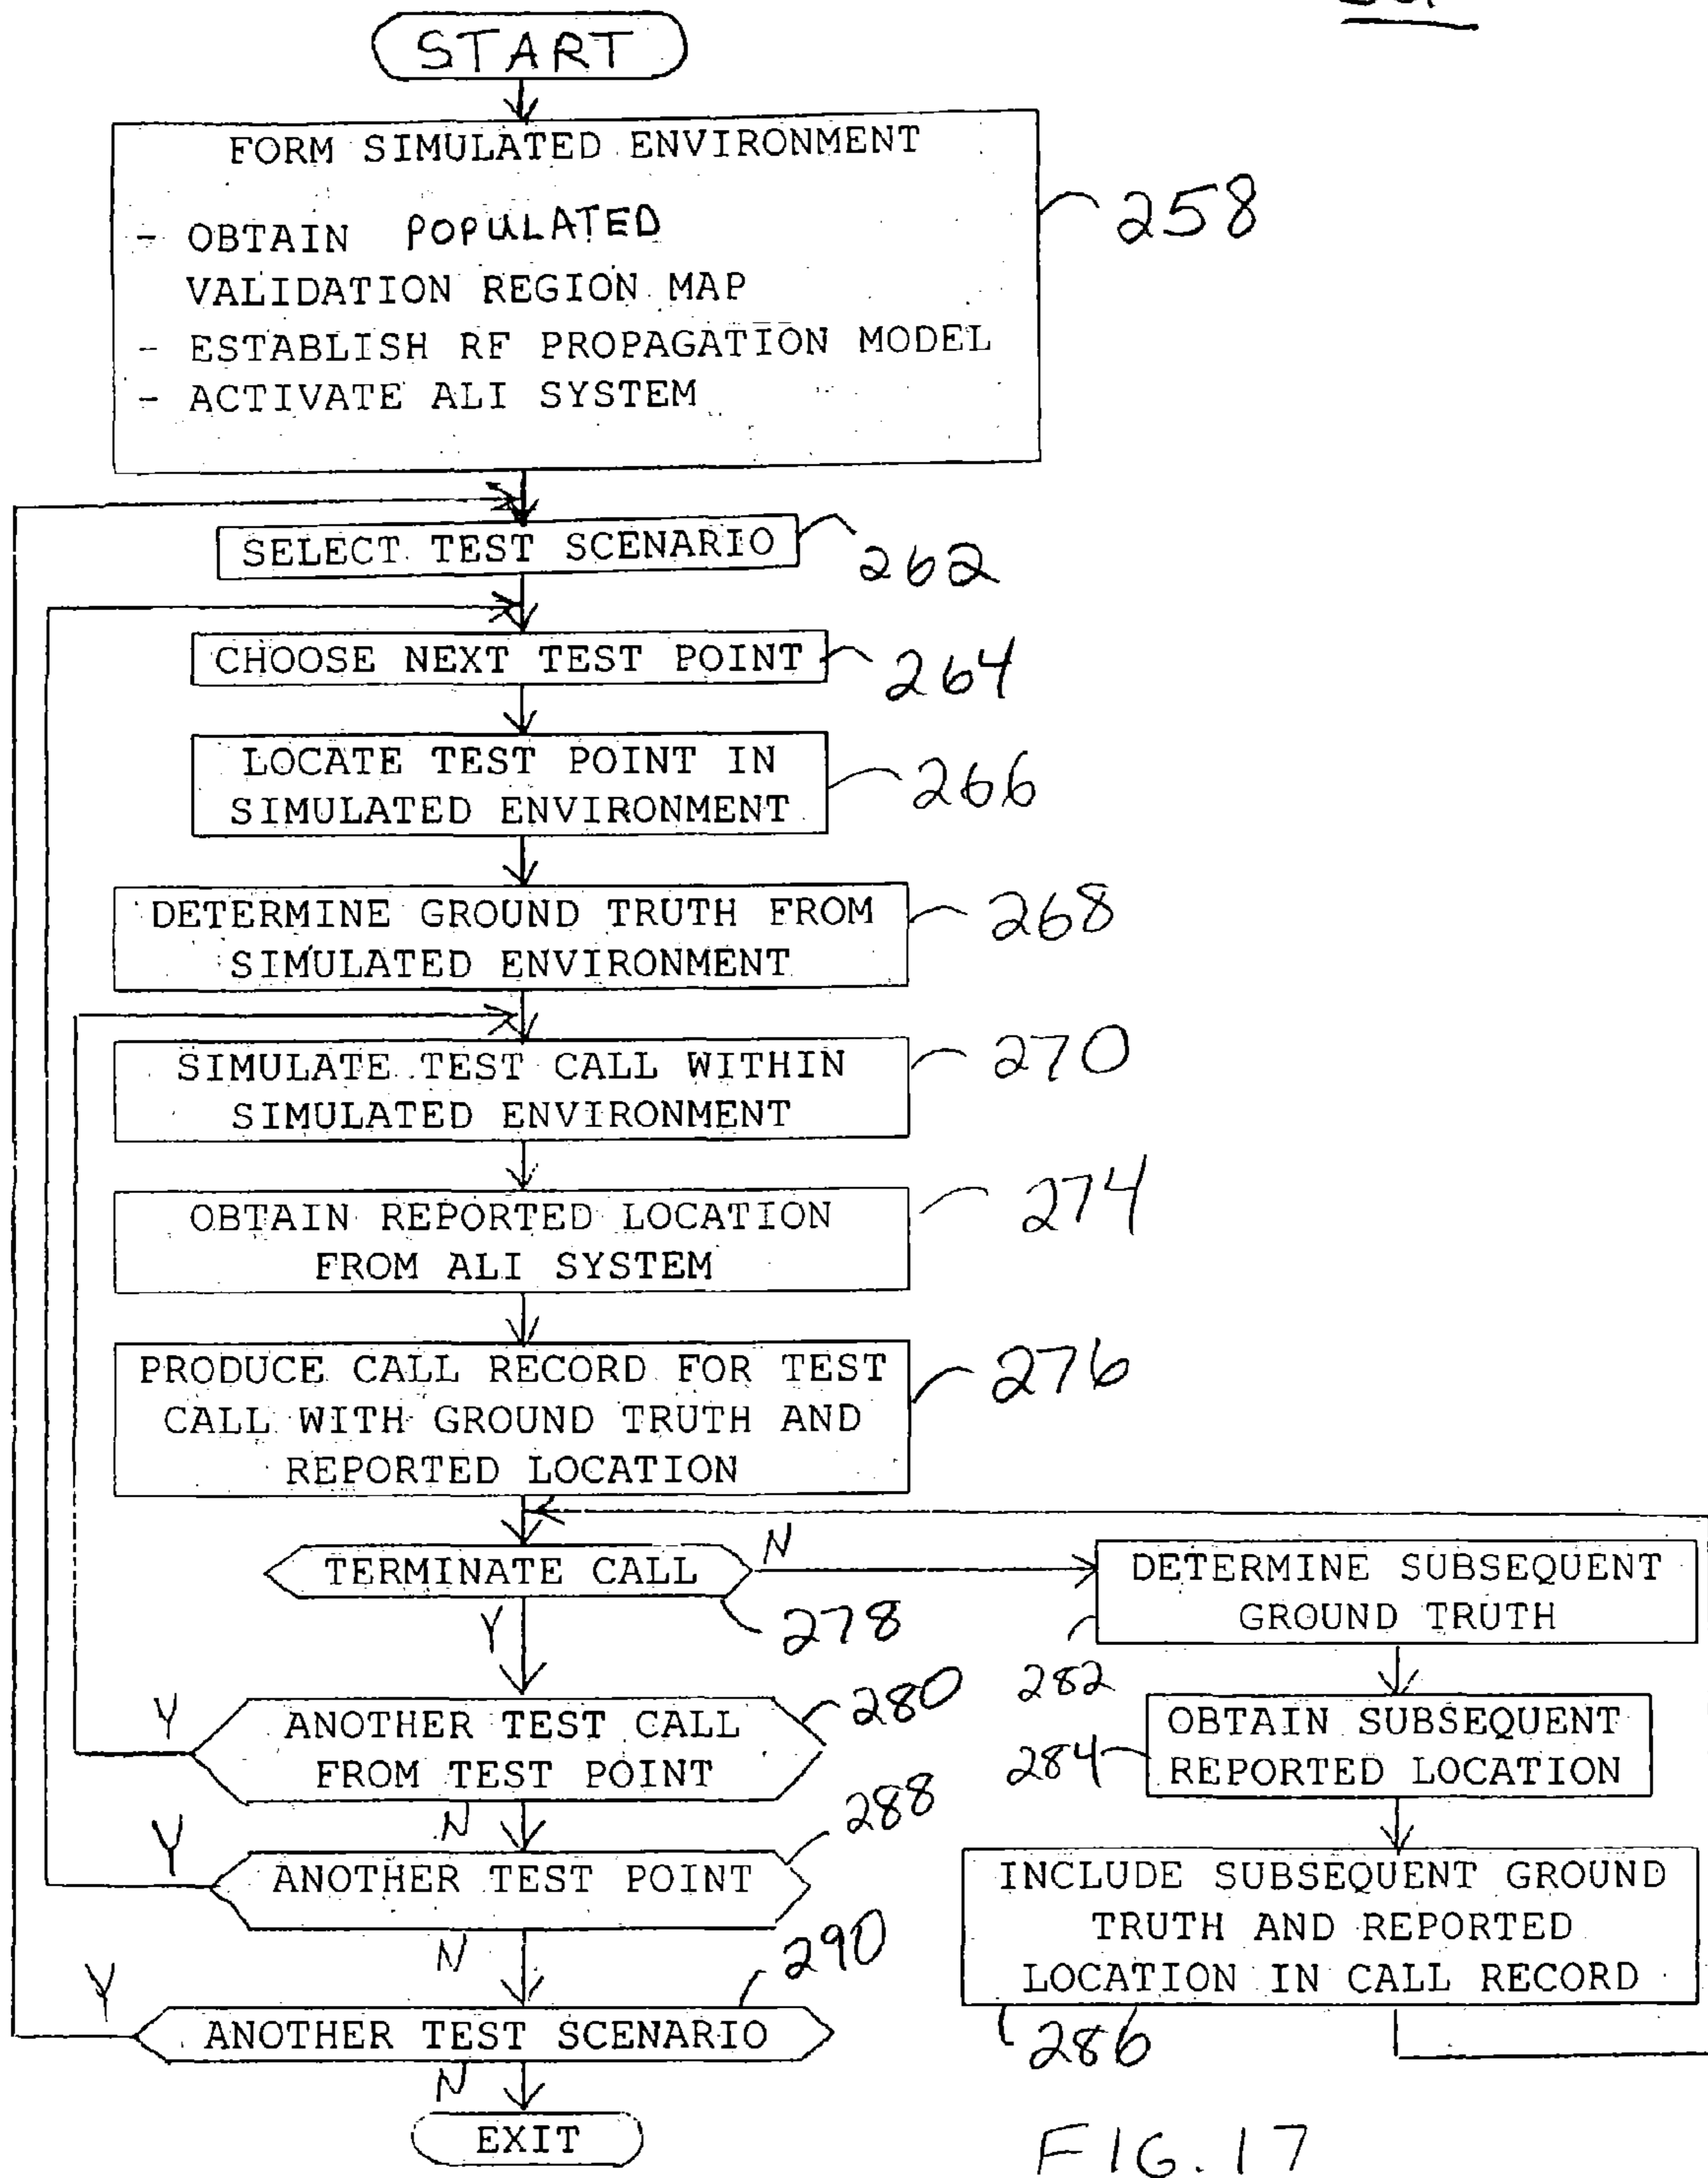 START
FORM SIMULATED ENVIRONMENT
- OBTAIN POPULATED
VALIDATION REGION MAP
- ESTABLISH RF PROPAGATION MODEL
- ACTIVATE ALI SYSTEM
258
SELECT TEST SCENARIO
262
CHOOSE NEXT TEST POINT
264
LOCATE TEST POINT IN
SIMULATED ENVIRONMENT
266
DETERMINE GROUND TRUTH FROM
SIMULATED ENVIRONMENT
268
SIMULATE TEST CALL WITHIN
SIMULATED ENVIRONMENT
270
OBTAIN REPORTED LOCATION
FROM ALI SYSTEM
274
PRODUCE CALL RECORD FOR TEST
CALL WITH GROUND TRUTH AND
REPORTED LOCATION
276
TERMINATE CALL
N
Y
278
DETERMINE SUBSEQUENT
GROUND TRUTH
282
ANOTHER TEST CALL
FROM TEST POINT
Y
280
N
OBTAIN SUBSEQUENT
REPORTED LOCATION
284
ANOTHER TEST POINT
Y
288
N
INCLUDE SUBSEQUENT GROUND
TRUTH AND REPORTED
LOCATION IN CALL RECORD
286
ANOTHER TEST SCENARIO
Y
290
N
EXIT
FIG. 17